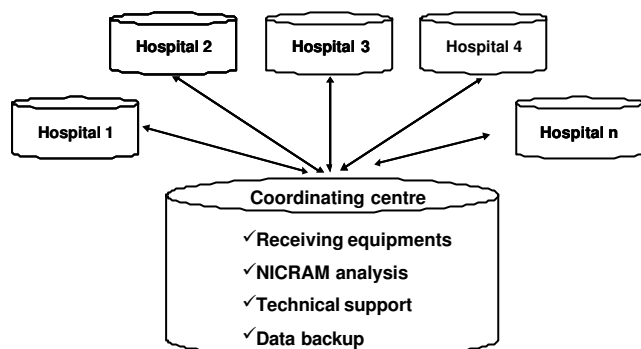 Hospital 2
Hospital 3
Hospital 4
Hospital 1
Hospital n
Coordinating centre
✓Receiving equipments
✓NICRAM analysis
✓Technical support
✓Data backup